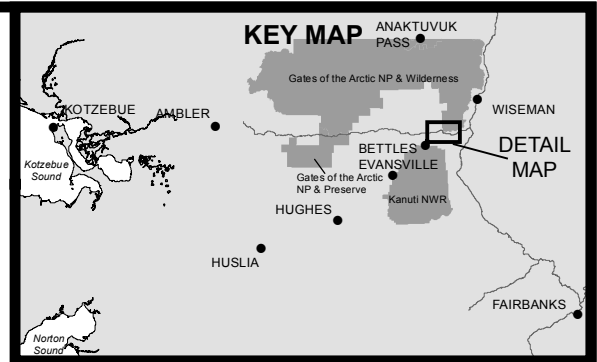 KEY MAP
ANAKTUVUK
PASS
Gates of the Arctic NP & Wilderness
KOTZEBUE
AMBLER
WISEMAN
Kotzebue
Sound
BETTLES
EVANSVILLE
DETAIL
MAP
Gates of the Arctic
NP & Preserve
Kanuti NWR
HUGHES
HUSLIA
FAIRBANKS
Norton
Sound